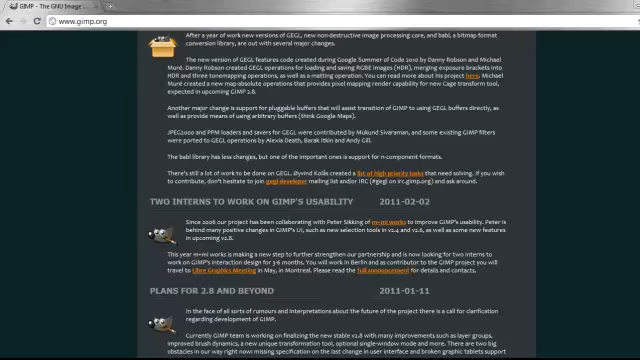 GIMP - The GNU Image
www.gimp.org
After a year of work new versions of GEGL, new non-destructive image processing core, and babl, a bitmap format
conversion library, are out with several major changes.
The new version of GEGL features code created during Google Summer of Code 2010 by Danny Robson and Michael
Muré. Danny Robson created GEGL operations for loading and saving RGBE images (HDR), merging exposure brackets into
HDR and three tonemapping operations, as well as a matting operation. You can read more about his project here. Michael
Muré created a new map-absolute operations that provides pixel mapping render capability for new Cage transform tool,
expected in upcoming GIMP 2.8.
Another major change is support for pluggable buffers that will assist transition of GIMP to using GEGL buffers directly, as
well as provide means of using arbitrary buffers (think Google Maps).
JPEG2000 and PPM loaders and savers for GEGL were contributed by Mukund Sivaraman, and some existing GIMP filters
were ported to GEGL operations by Alexia Death, Barak Itkin and Andy Gill.
The babl library has less changes, but one of the important ones is support for n-component formats.
There's still a lot of work to be done on GEGL. Øyvind Kolås created a list of high priority tasks that need solving. If you wish
to contribute, don't hesitate to join gegl-developer mailing list and/or IRC (#gegl on irc.gimp.org) and ask around.
TWO INTERNS TO WORK ON GIMP'S USABILITY 2011-02-02
Since 2006 our project has been collaborating with Peter Sikking of m+mi works to improve GIMP's usability. Peter is
behind many positive changes in GIMP's UI, such as new selection tools in v2.4 and v2.6, as well as some new features
in upcoming v2.8.
This year m+mi works is making a new step to further strengthen our partnership and is now looking for two interns to
work on GIMP's interaction design for 3-6 months. You will work in Berlin and as contributor to the GIMP project you will
travel to Libre Graphics Meeting in May, in Montreal. Please read the full announcement for details and contacts.
PLANS FOR 2.8 AND BEYOND 2011-01-11
In the face of all sorts of rumours and interpretations about the future of the project there is a call for clarification
regarding development of GIMP.
Currently GIMP team is working on finalizing the new stable v2.8 with many improvements such as layer groups,
improved brush dynamics, a new unique transformation tool, optional single-window mode and more. There are two big
obstacles in our way right now: missing specification on the last change in user interface and broken graphic tablets support